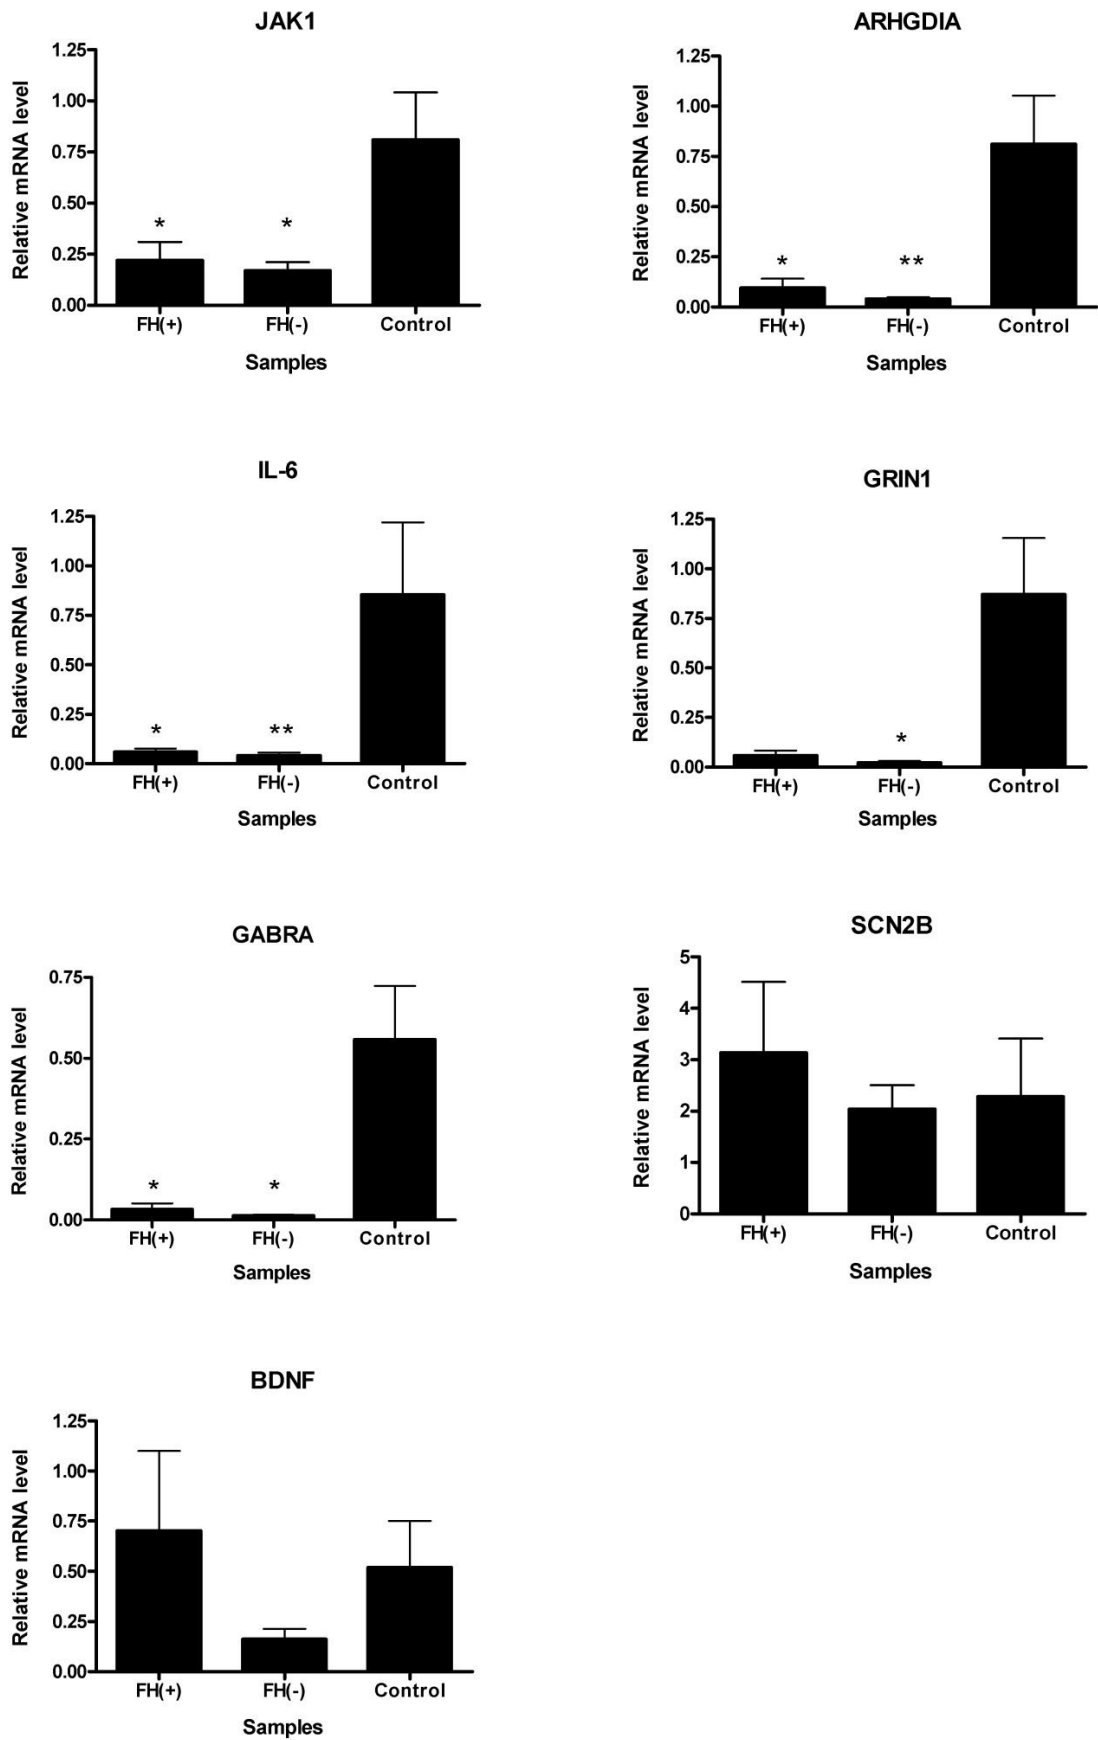 JAK1
Relative mRNA level
1.25
1.00
0.75
0.50
0.25
0.00
*
*
FH(+)
FH(-)
Control
Samples
ARHGDIA
Relative mRNA level
1.25
1.00
0.75
0.50
0.25
0.00
*
**
FH(+)
FH(-)
Control
Samples
IL-6
Relative mRNA level
1.25
1.00
0.75
0.50
0.25
0.00
*
**
FH(+)
FH(-)
Control
Samples
GRIN1
Relative mRNA level
1.25
1.00
0.75
0.50
0.25
0.00
*
FH(+)
FH(-)
Control
Samples
GABRA
Relative mRNA level
0.75
0.50
0.25
0.00
*
*
FH(+)
FH(-)
Control
Samples
SCN2B
Relative mRNA level
5
4
3
2
1
0
FH(+)
FH(-)
Control
Samples
BDNF
Relative mRNA level
1.25
1.00
0.75
0.50
0.25
0.00
FH(+)
FH(-)
Control
Samples